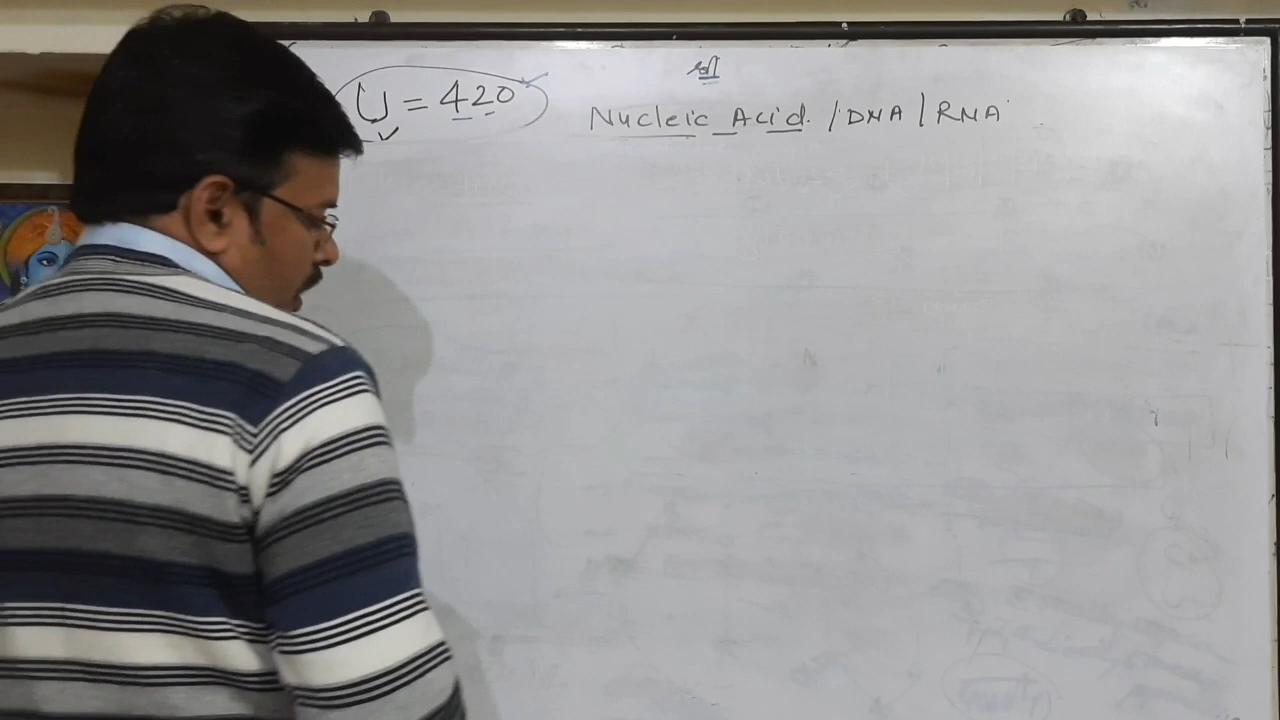 श्री
U = 420
Nucleic Acid. / DNA / RNA